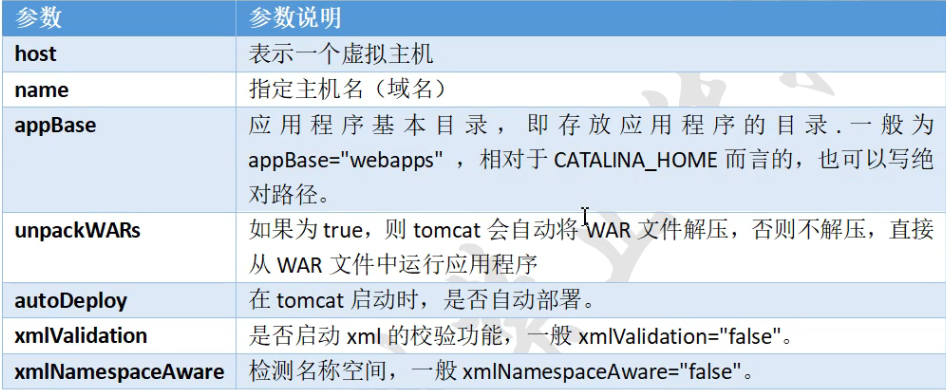 参数 参数说明
host 表示一个虚拟主机
name 指定主机名（域名）
appBase 应用程序基本目录，即存放应用程序的目录.一般为
appBase="webapps" ，相对于 CATALINA_HOME 而言的，也可以写绝
对路径。
unpackWARs 如果为 true，则 tomcat 会自动将 WAR 文件解压，否则不解压，直接
从 WAR 文件中运行应用程序
autoDeploy 在 tomcat 启动时，是否自动部署。
xmlValidation 是否启动 xml 的校验功能，一般 xmlValidation="false"。
xmlNamespaceAware 检测名称空间，一般 xmlNamespaceAware="false"。